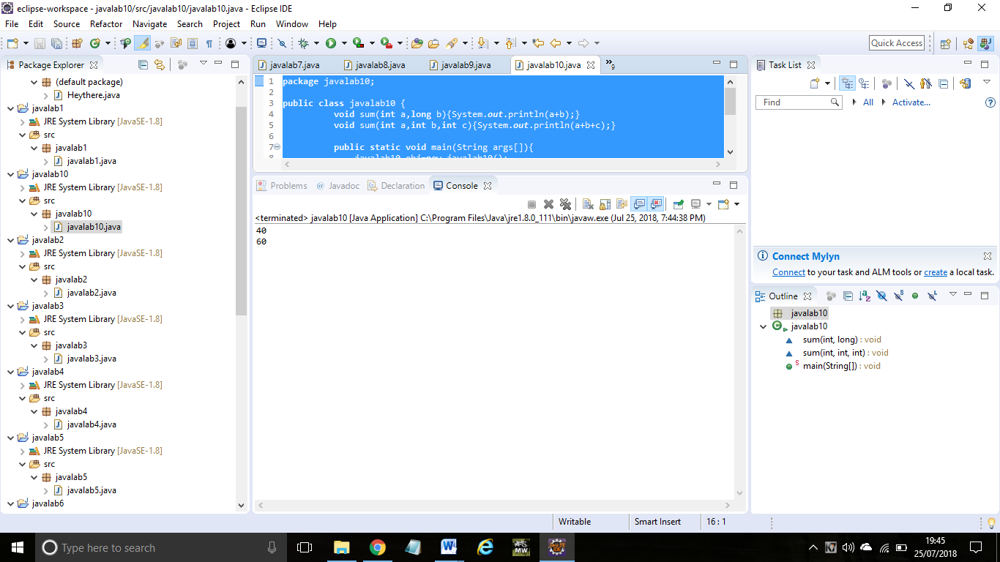 eclipse-workspace - javalab10/src/javalab10/javalab10.java - Eclipse IDE
File Edit Source Refactor Navigate Search Project Run Window Help
Quick Access
Package Explorer
(default package)
Heythere.java
javalab1
JRE System Library [JavaSE-1.8]
src
javalab1
javalab1.java
javalab10
JRE System Library [JavaSE-1.8]
src
javalab10
javalab10.java
javalab2
JRE System Library [JavaSE-1.8]
src
javalab2
javalab2.java
javalab3
JRE System Library [JavaSE-1.8]
src
javalab3
javalab3.java
javalab4
JRE System Library [JavaSE-1.8]
src
javalab4
javalab4.java
javalab5
JRE System Library [JavaSE-1.8]
src
javalab5
javalab5.java
javalab6
javalab7.java javalab8.java javalab9.java javalab10.java
1 package javalab10;
2
3 public class javalab10 {
4 void sum(int a,long b){System.out.println(a+b);}
5 void sum(int a,int b,int c){System.out.println(a+b+c);}
6
7 public static void main(String args[]){
8 javalab10 obj=new javalab10();
Problems @ Javadoc Declaration Console
<terminated> javalab10 [Java Application] C:\Program Files\Java\jre1.8.0_111\bin\javaw.exe (Jul 25, 2018, 7:44:38 PM)
40
60
Task List
Find All Activate...
Connect Mylyn
Connect to your task and ALM tools or create a local task.
Outline
javalab10
javalab10
sum(int, long) : void
sum(int, int, int) : void
main(String[]) : void
Writable Smart Insert 16 : 1
Type here to search
19:45
25/07/2018